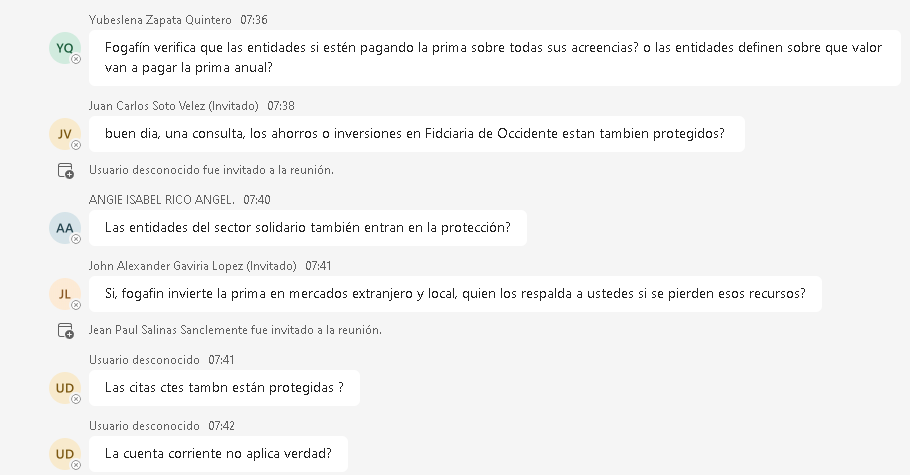 Yubeslena Zapata Quintero 07:36
YQ
Fogafín verifica que las entidades si estén pagando la prima sobre todas sus acreencias? o las entidades definen sobre que valor
van a pagar la prima anual?
Juan Carlos Soto Velez (Invitado) 07:38
JV
buen dia, una consulta, los ahorros o inversiones en Fidciaria de Occidente estan tambien protegidos?
Usuario desconocido fue invitado a la reunión.
ANGIE ISABEL RICO ANGEL. 07:40
AA
Las entidades del sector solidario también entran en la protección?
John Alexander Gaviria Lopez (Invitado) 07:41
JL
Si, fogafin invierte la prima en mercados extranjero y local, quien los respalda a ustedes si se pierden esos recursos?
Jean Paul Salinas Sanclemente fue invitado a la reunión.
Usuario desconocido 07:41
UD
Las citas ctes tambn están protegidas ?
Usuario desconocido 07:42
UD
La cuenta corriente no aplica verdad?